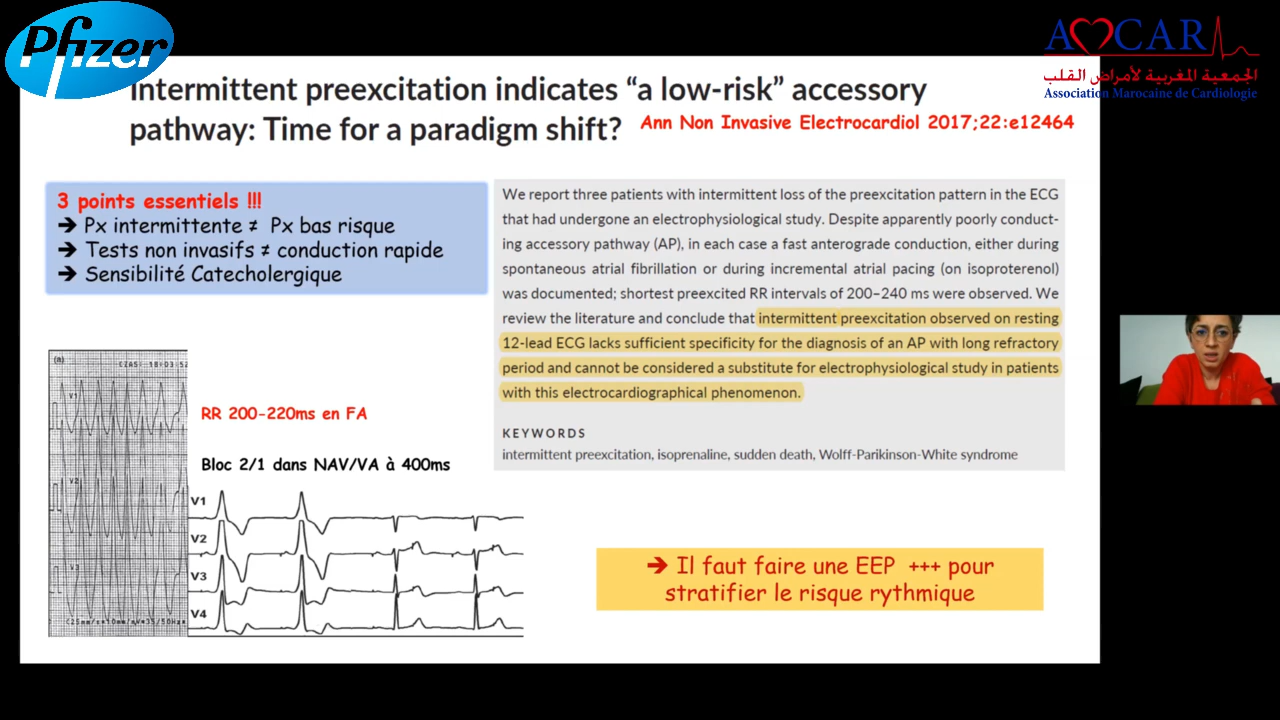 Pfizer
AMCAR
الجمعية المغربية لأمراض القلب
Association Marocaine de Cardiologie
Intermittent preexcitation indicates “a low-risk” accessory
pathway: Time for a paradigm shift?
Ann Non Invasive Electrocardiol 2017;22:e12464
3 points essentiels !!!
➔ Px intermittente ≠ Px bas risque
➔ Tests non invasifs ≠ conduction rapide
➔ Sensibilité Catecholergique
We report three patients with intermittent loss of the preexcitation pattern in the ECG
that had undergone an electrophysiological study. Despite apparently poorly conduct-
ing accessory pathway (AP), in each case a fast anterograde conduction, either during
spontaneous atrial fibrillation or during incremental atrial pacing (on isoproterenol)
was documented; shortest preexcited RR intervals of 200–240 ms were observed. We
review the literature and conclude that intermittent preexcitation observed on resting
12-lead ECG lacks sufficient specificity for the diagnosis of an AP with long refractory
period and cannot be considered a substitute for electrophysiological study in patients
with this electrocardiographical phenomenon.
KEYWORDS
intermittent preexcitation, isoprenaline, sudden death, Wolff-Parikinson-White syndrome
(a)
V1
V2
V3
RR 200-220ms en FA
Bloc 2/1 dans NAV/VA à 400ms
V1
V2
V3
V4
➔ Il faut faire une EEP +++ pour
stratifier le risque rythmique